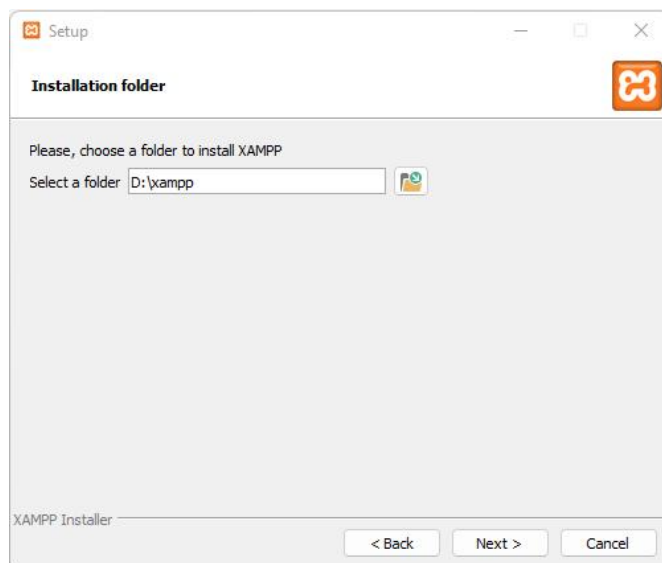 Setup
Installation folder
Please, choose a folder to install XAMPP
Select a folder D:\xampp
XAMPP Installer
< Back Next > Cancel